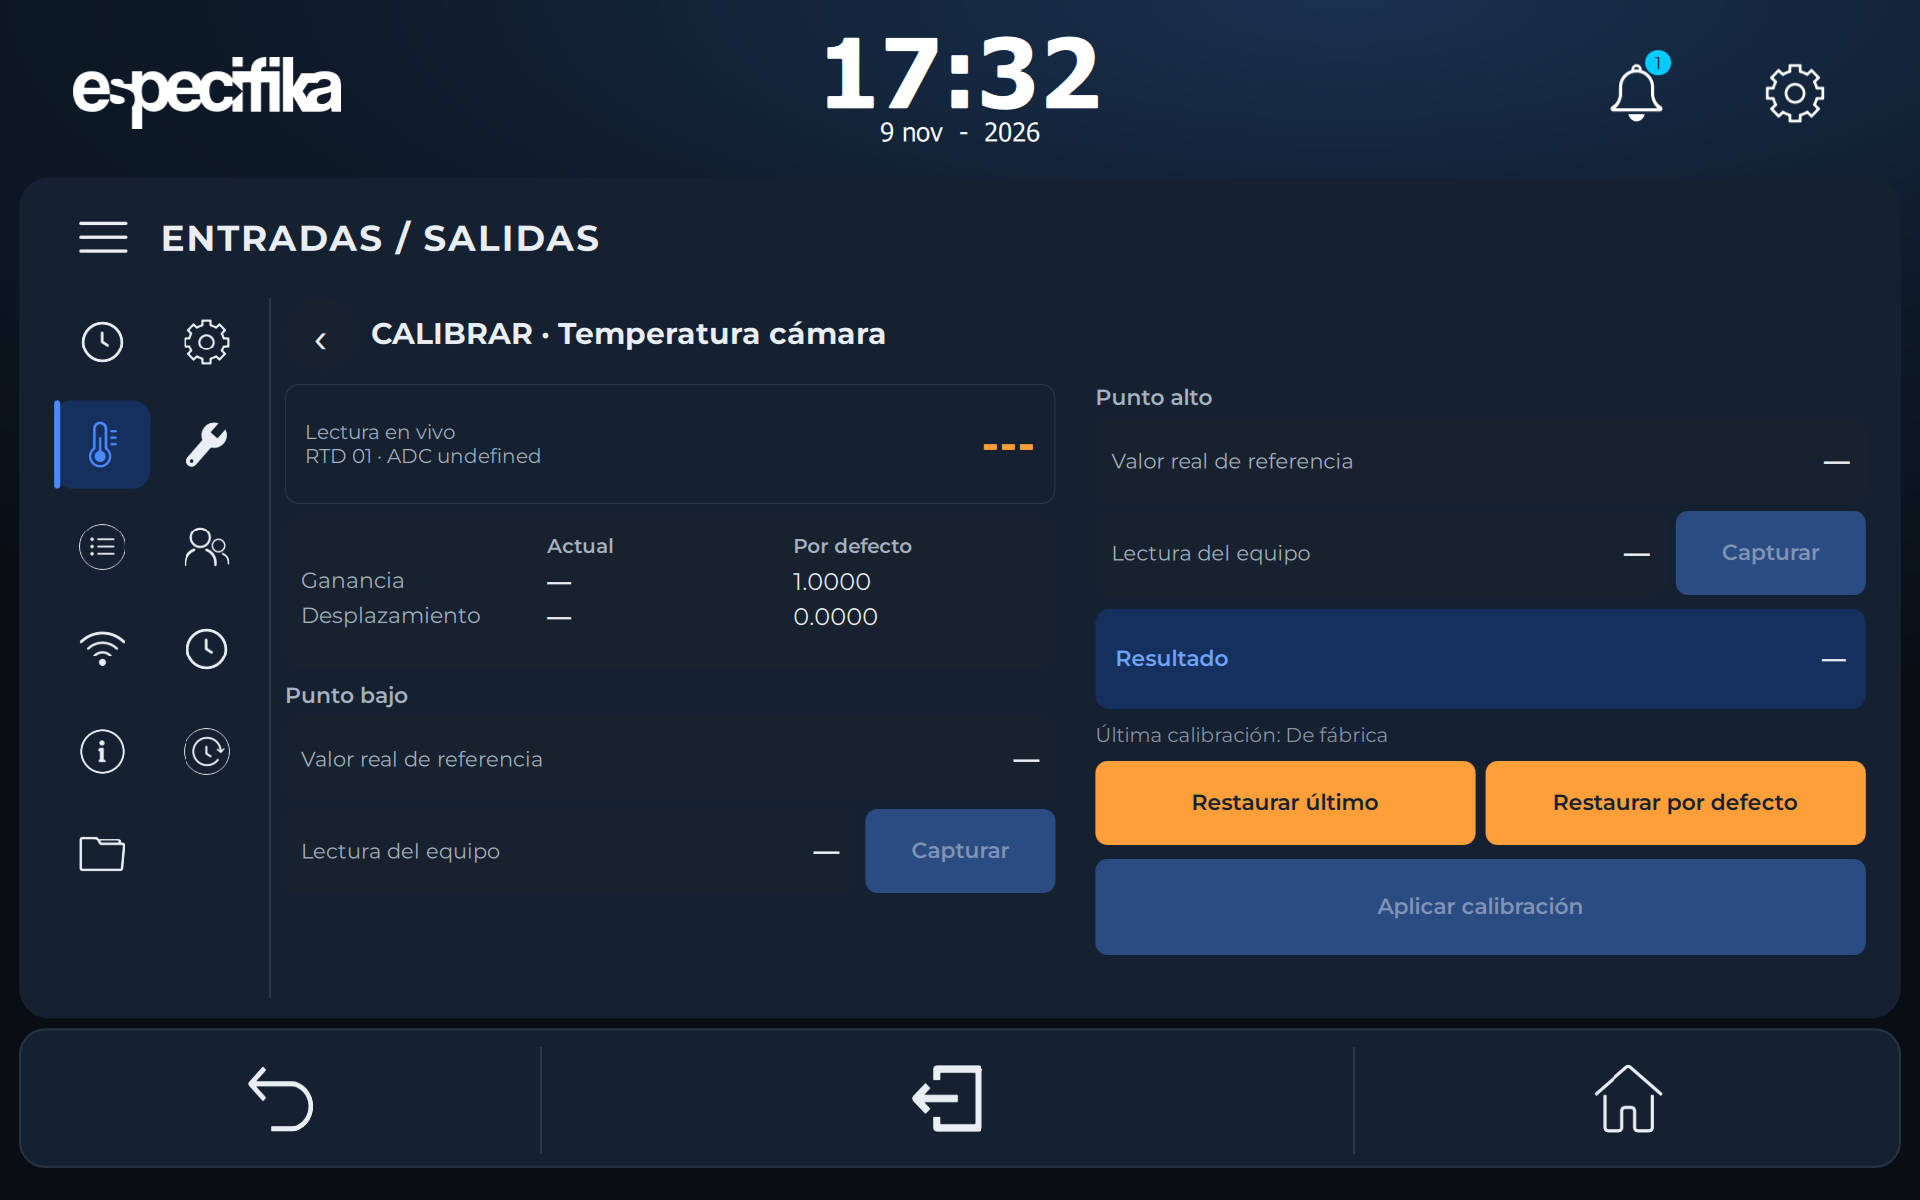 especifika
17:32
9 nov - 2026
1
ENTRADAS / SALIDAS
‹ CALIBRAR · Temperatura cámara
Lectura en vivo
RTD 01 · ADC undefined
---
Actual Por defecto
Ganancia — 1.0000
Desplazamiento — 0.0000
Punto bajo
Valor real de referencia —
Lectura del equipo — Capturar
Punto alto
Valor real de referencia —
Lectura del equipo — Capturar
Resultado —
Última calibración: De fábrica
Restaurar último Restaurar por defecto
Aplicar calibración